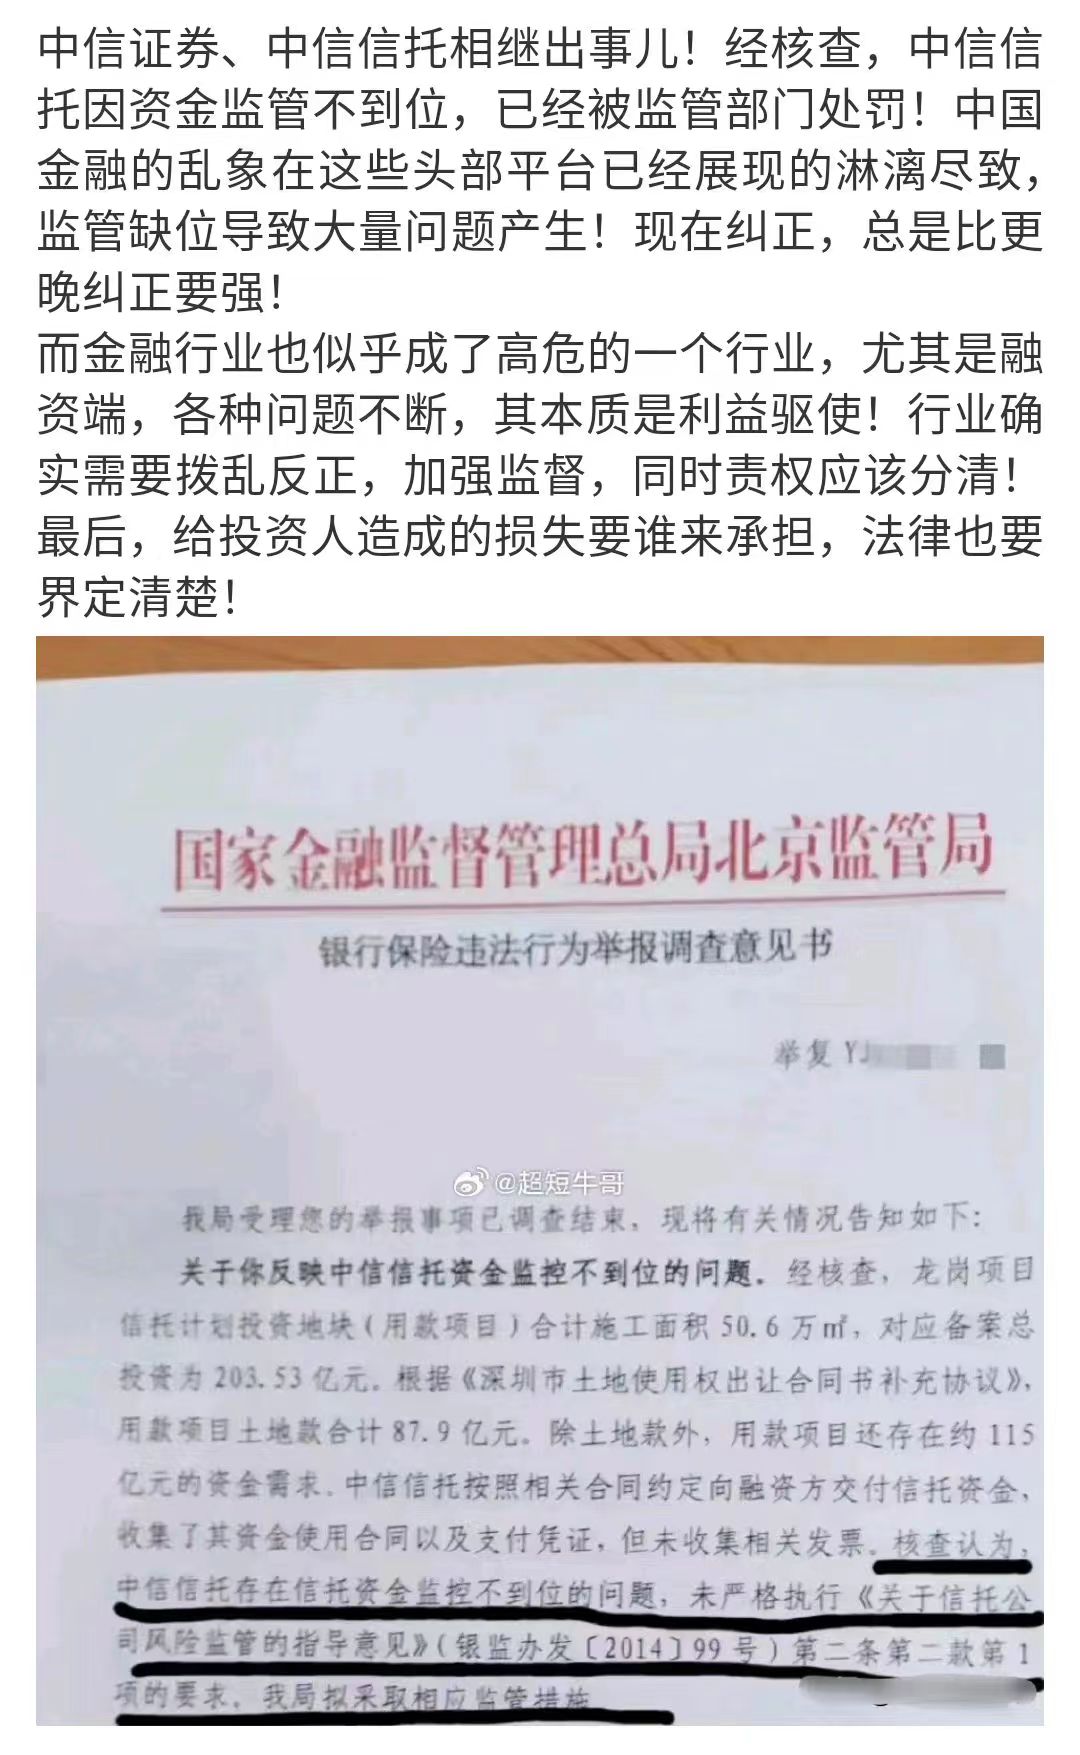 中信证券、中信信托相继出事儿！经核查，中信信
托因资金监管不到位，已经被监管部门处罚！中国
金融的乱象在这些头部平台已经展现的淋漓尽致，
监管缺位导致大量问题产生！现在纠正，总是比更
晚纠正要强！
而金融行业也似乎成了高危的一个行业，尤其是融
资端，各种问题不断，其本质是利益驱使！行业确
实需要拨乱反正，加强监督，同时责权应该分清！
最后，给投资人造成的损失要谁来承担，法律也要
界定清楚！
国家金融监督管理总局北京监管局
银行保险违法行为举报调查意见书
举复 YJ
@超短牛哥
我局受理您的举报事项已调查结束，现将有关情况告知如下：
关于你反映中信信托资金监控不到位的问题。经核查，龙岗项目
信托计划投资地块（用款项目）合计施工面积 50.6 万㎡，对应备案总
投资为 203.53 亿元。根据《深圳市土地使用权出让合同书补充协议》，
用款项目土地款合计 87.9 亿元。除土地款外，用款项目还存在约 115
亿元的资金需求。中信信托按照相关合同约定向融资方交付信托资金，
收集了其资金使用合同以及支付凭证，但未收集相关发票。核查认为，
中信信托存在信托资金监控不到位的问题，未严格执行《关于信托公
司风险监管的指导意见》（银监办发〔2014〕99 号）第二条第二款第 1
项的要求。我局拟采取相应监管措施